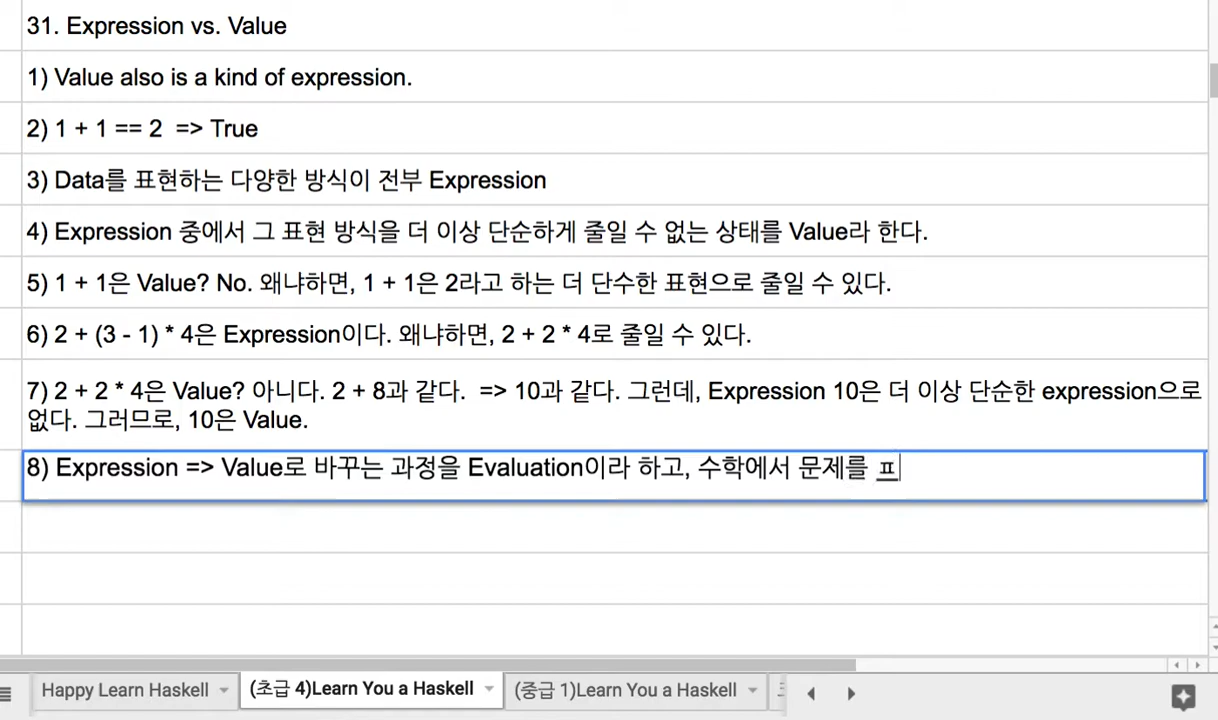 31. Expression vs. Value
1) Value also is a kind of expression.
2) 1 + 1 == 2  => True
3) Data를 표현하는 다양한 방식이 전부 Expression
4) Expression 중에서 그 표현 방식을 더 이상 단순하게 줄일 수 없는 상태를 Value라 한다.
5) 1 + 1은 Value? No. 왜냐하면, 1 + 1은 2라고 하는 더 단수한 표현으로 줄일 수 있다.
6) 2 + (3 - 1) * 4은 Expression이다. 왜냐하면, 2 + 2 * 4로 줄일 수 있다.
7) 2 + 2 * 4은 Value? 아니다. 2 + 8과 같다.  => 10과 같다. 그런데, Expression 10은 더 이상 단순한 expression으로
없다. 그러므로, 10은 Value.
8) Expression => Value로 바꾸는 과정을 Evaluation이라 하고, 수학에서 문제를 프
Happy Learn Haskell (초급 4)Learn You a Haskell (중급 1)Learn You a Haskell